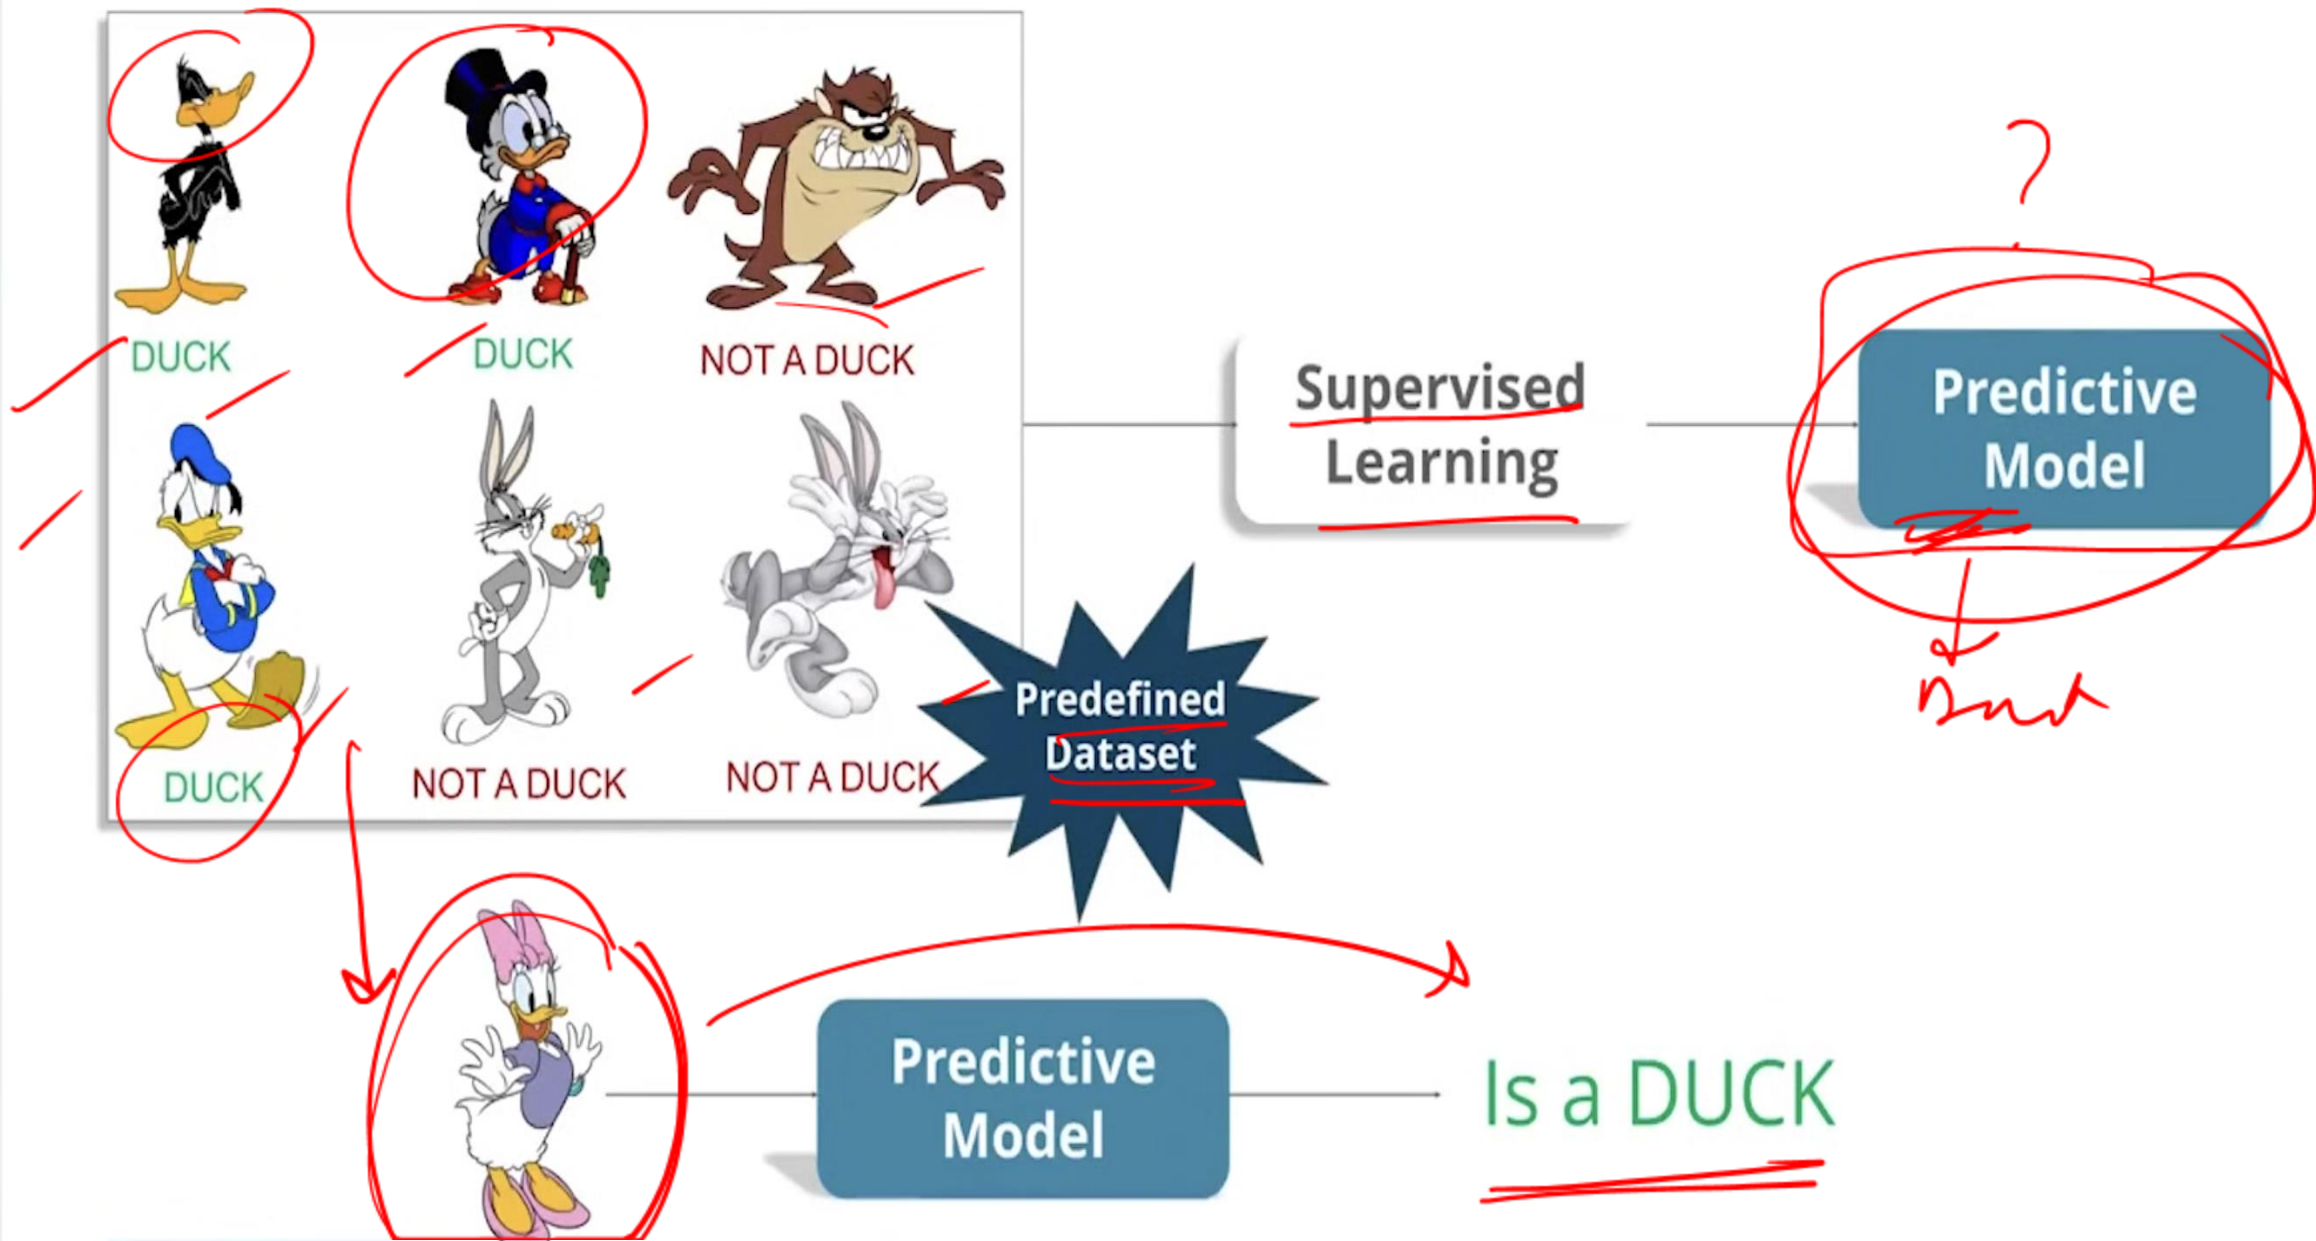 DUCK
DUCK
NOT A DUCK
DUCK
NOT A DUCK
NOT A DUCK
Predefined
Dataset
Supervised
Learning
?
Predictive
Model
Predictive
Model
Is a DUCK